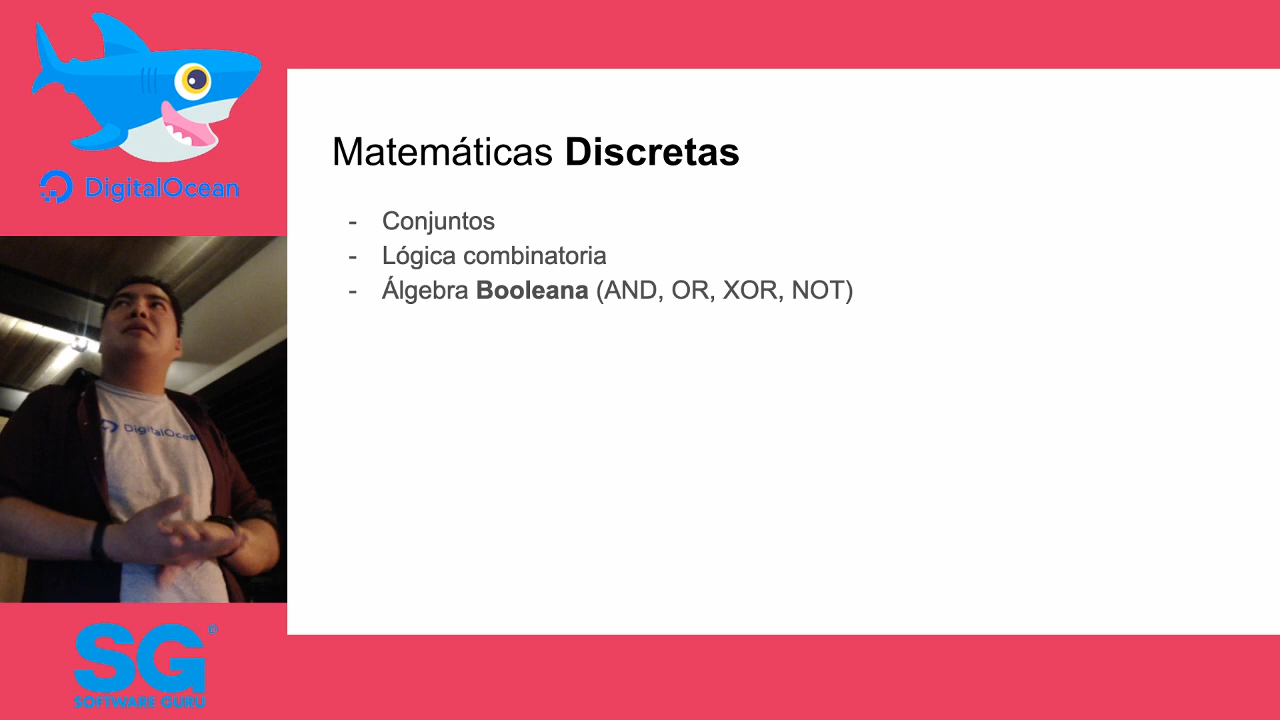 DigitalOcean
Matemáticas Discretas
- Conjuntos
- Lógica combinatoria
- Álgebra Booleana (AND, OR, XOR, NOT)
DigitalOcean
SG
SOFTWARE GURU